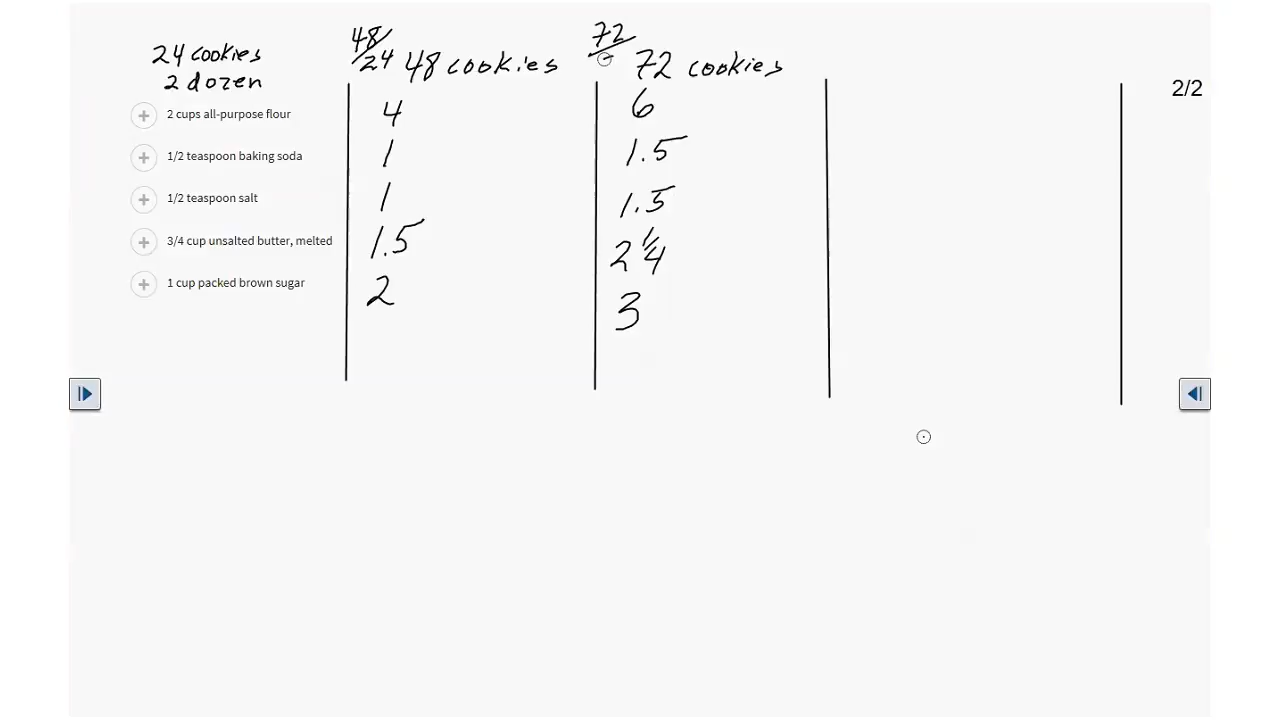 24 cookies
2 dozen
48/24 48 cookies
72/ 72 cookies
2/2
2 cups all-purpose flour 4 6
1/2 teaspoon baking soda 1 1.5
1/2 teaspoon salt 1 1.5
3/4 cup unsalted butter, melted 1.5 2 1/4
1 cup packed brown sugar 2 3